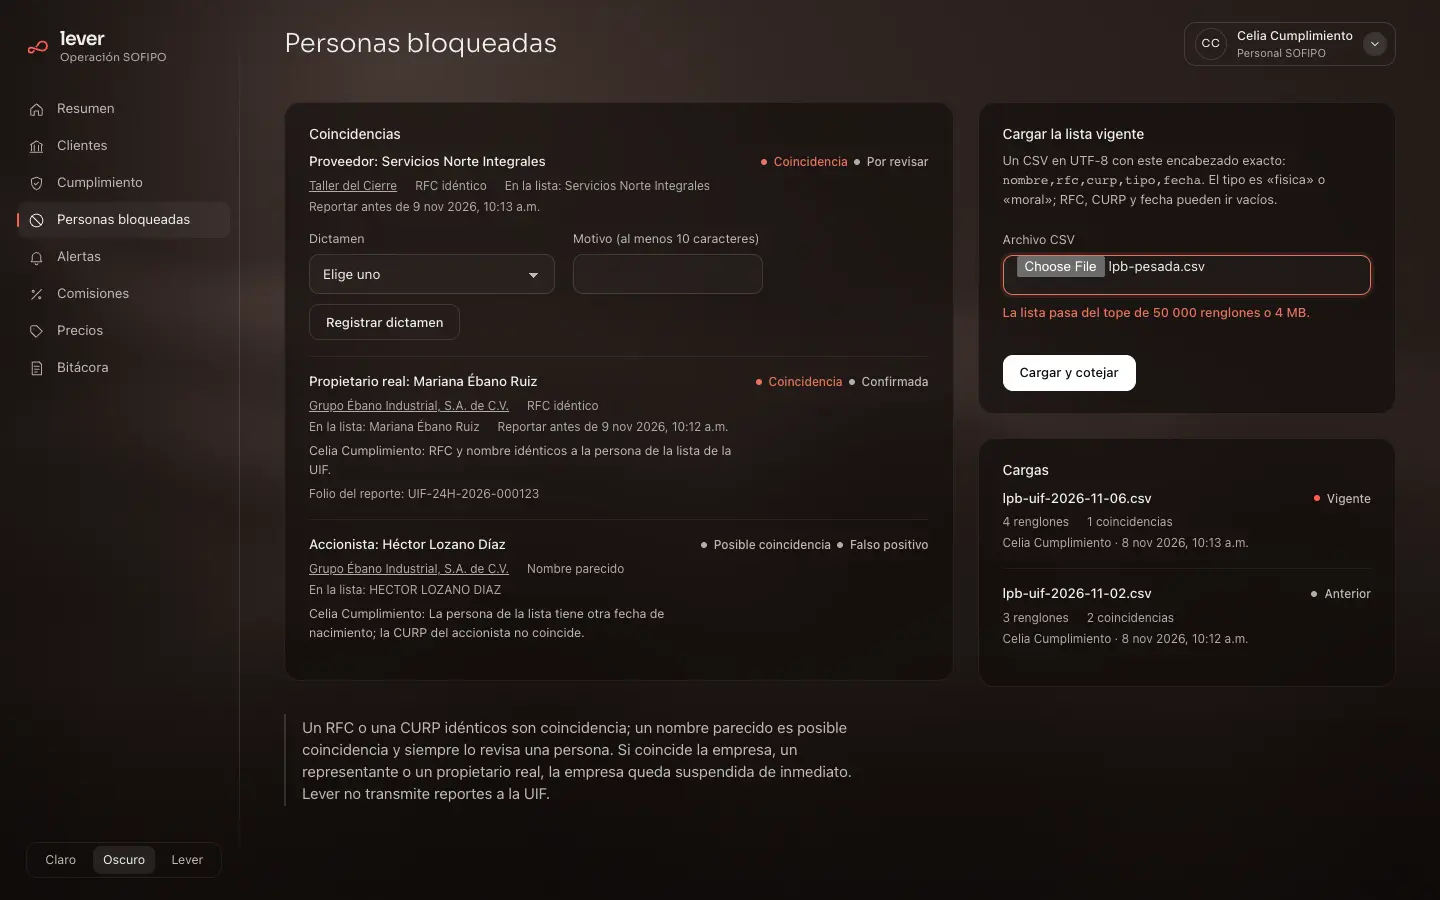 lever
Operación SOFIPO
Resumen
Clientes
Cumplimiento
Personas bloqueadas
Alertas
Comisiones
Precios
Bitácora
Claro
Oscuro
Lever
Personas bloqueadas
CC
Celia Cumplimiento
Personal SOFIPO
Coincidencias
Proveedor: Servicios Norte Integrales
Coincidencia
Por revisar
Taller del Cierre RFC idéntico En la lista: Servicios Norte Integrales
Reportar antes de 9 nov 2026, 10:13 a.m.
Dictamen
Motivo (al menos 10 caracteres)
Elige uno
Registrar dictamen
Propietario real: Mariana Ébano Ruiz
Coincidencia
Confirmada
Grupo Ébano Industrial, S.A. de C.V. RFC idéntico
En la lista: Mariana Ébano Ruiz Reportar antes de 9 nov 2026, 10:12 a.m.
Celia Cumplimiento: RFC y nombre idénticos a la persona de la lista de la
UIF.
Folio del reporte: UIF-24H-2026-000123
Accionista: Héctor Lozano Díaz
Posible coincidencia
Falso positivo
Grupo Ébano Industrial, S.A. de C.V. Nombre parecido
En la lista: HECTOR LOZANO DIAZ
Celia Cumplimiento: La persona de la lista tiene otra fecha de
nacimiento; la CURP del accionista no coincide.
Un RFC o una CURP idénticos son coincidencia; un nombre parecido es posible
coincidencia y siempre lo revisa una persona. Si coincide la empresa, un
representante o un propietario real, la empresa queda suspendida de inmediato.
Lever no transmite reportes a la UIF.
Cargar la lista vigente
Un CSV en UTF-8 con este encabezado exacto:
nombre,rfc,curp,tipo,fecha. El tipo es «fisica» o
«moral»; RFC, CURP y fecha pueden ir vacíos.
Archivo CSV
Choose File lpb-pesada.csv
La lista pasa del tope de 50 000 renglones o 4 MB.
Cargar y cotejar
Cargas
lpb-uif-2026-11-06.csv
Vigente
4 renglones 1 coincidencias
Celia Cumplimiento · 8 nov 2026, 10:13 a.m.
lpb-uif-2026-11-02.csv
Anterior
3 renglones 2 coincidencias
Celia Cumplimiento · 8 nov 2026, 10:12 a.m.